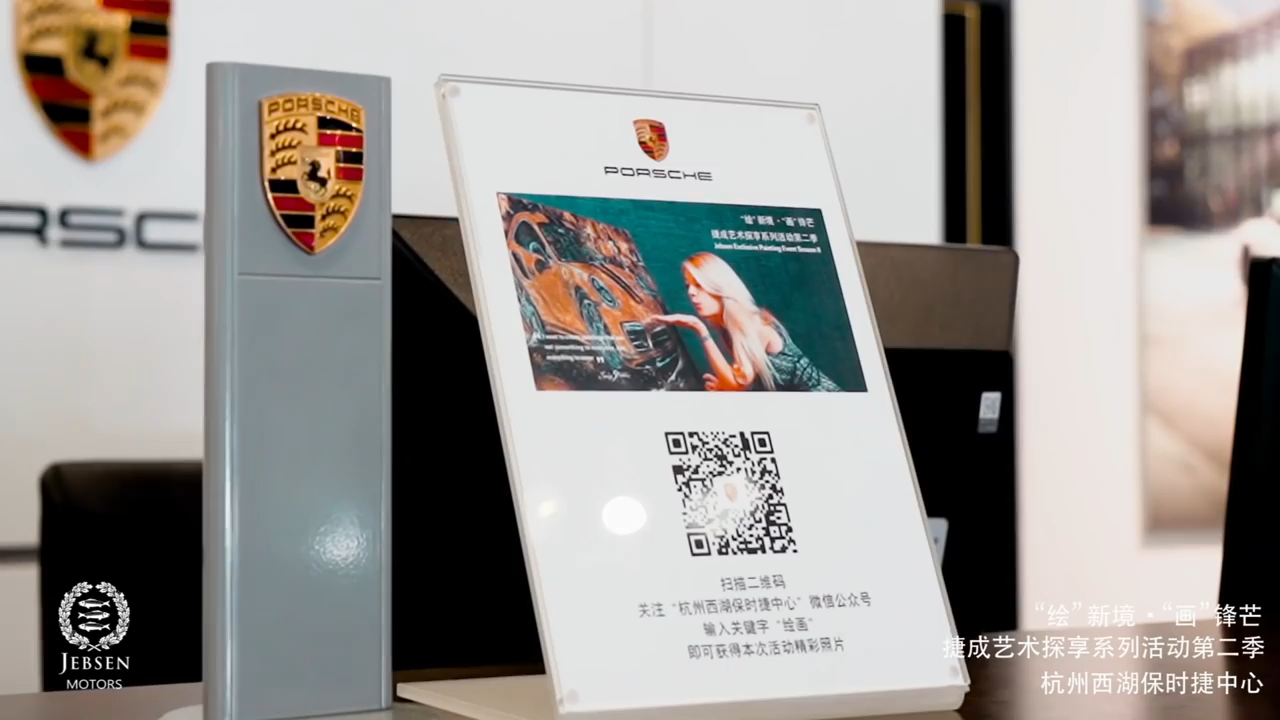 PORSCHE
RSC
PORSCHE
“绘”新境·“画”锋芒
捷成艺术探享系列活动第二季
Jebsen Exclusive Painting Event Season II
everything to someone
扫描二维码
关注“杭州西湖保时捷中心”微信公众号
输入关键字“绘画”
即可获得本次活动精彩照片
JEBSEN
MOTORS
“绘”新境·“画”锋芒
捷成艺术探享系列活动第二季
杭州西湖保时捷中心